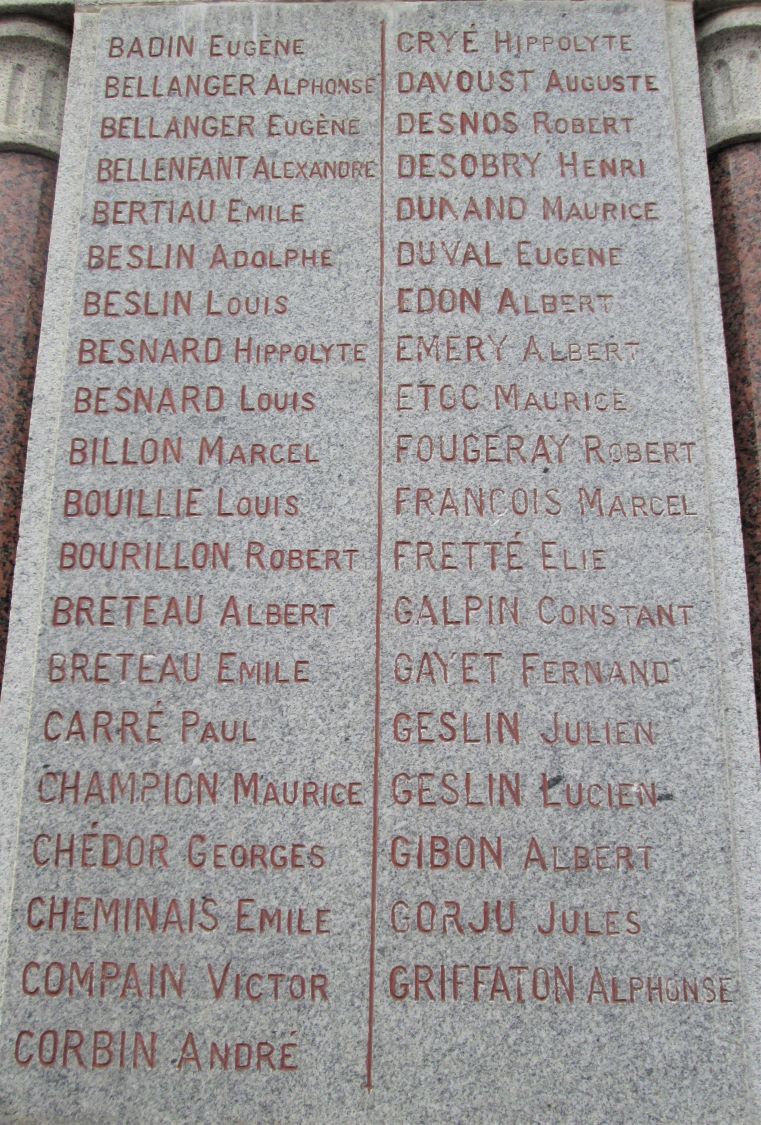 BADIN EUGÈNE
BELLANGER ALPHONSE
BELLANGER EUGÈNE
BELLENFANT ALEXANDRE
BERTIAU EMILE
BESLIN ADOLPHE
BESLIN LOUIS
BESNARD HIPPOLYTE
BESNARD LOUIS
BILLON MARCEL
BOUILLIE LOUIS
BOURILLON ROBERT
BRETEAU ALBERT
BRETEAU EMILE
CARRÉ PAUL
CHAMPION MAURICE
CHÉDOR GEORGES
CHEMINAIS EMILE
COMPAIN VICTOR
CORBIN ANDRÉ
CRYÉ HIPPOLYTE
DAVOUST AUGUSTE
DESNOS ROBERT
DESOBRY HENRI
DURAND MAURICE
DUVAL EUGENE
EDON ALBERT
EMERY ALBERT
ETOC MAURICE
FOUGERAY ROBERT
FRANCOIS MARCEL
FRETTÉ ELIE
GALPIN CONSTANT
GAYET FERNAND
GESLIN JULIEN
GESLIN LUCIEN
GIBON ALBERT
GORJU JULES
GRIFFATON ALPHONSE